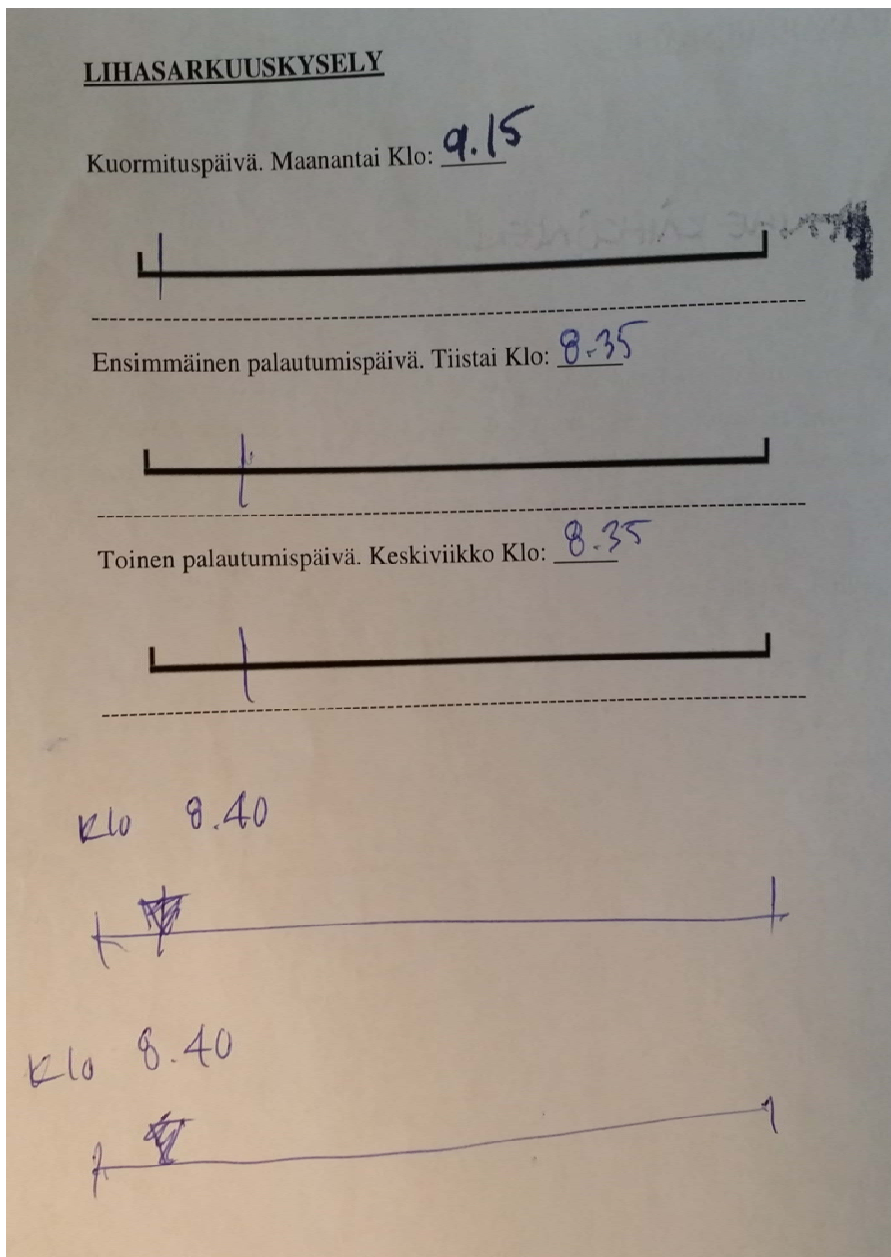 LIHASARKUUSKYSELY
Kuormituspäivä. Maanantai Klo: 9.15
Ensimmäinen palautumispäivä. Tiistai Klo: 8.35
Toinen palautumispäivä. Keskiviikko Klo: 8.35
Klo 8.40
Klo 8.40